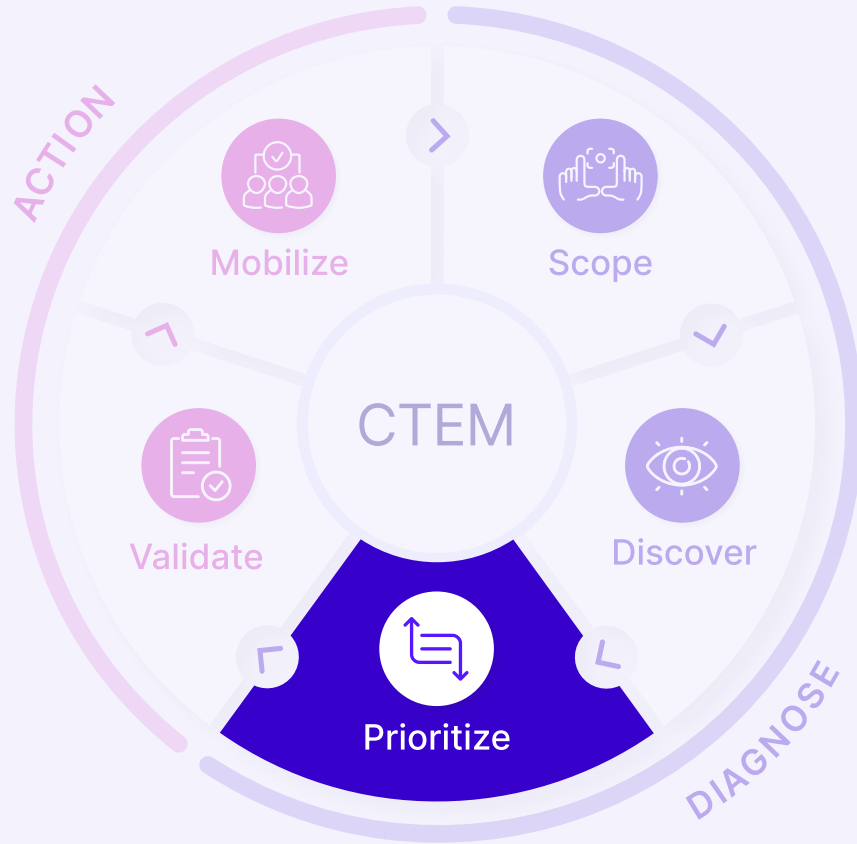 ACTION
Mobilize
Scope
CTEM
Validate
Discover
Prioritize
DIAGNOSE